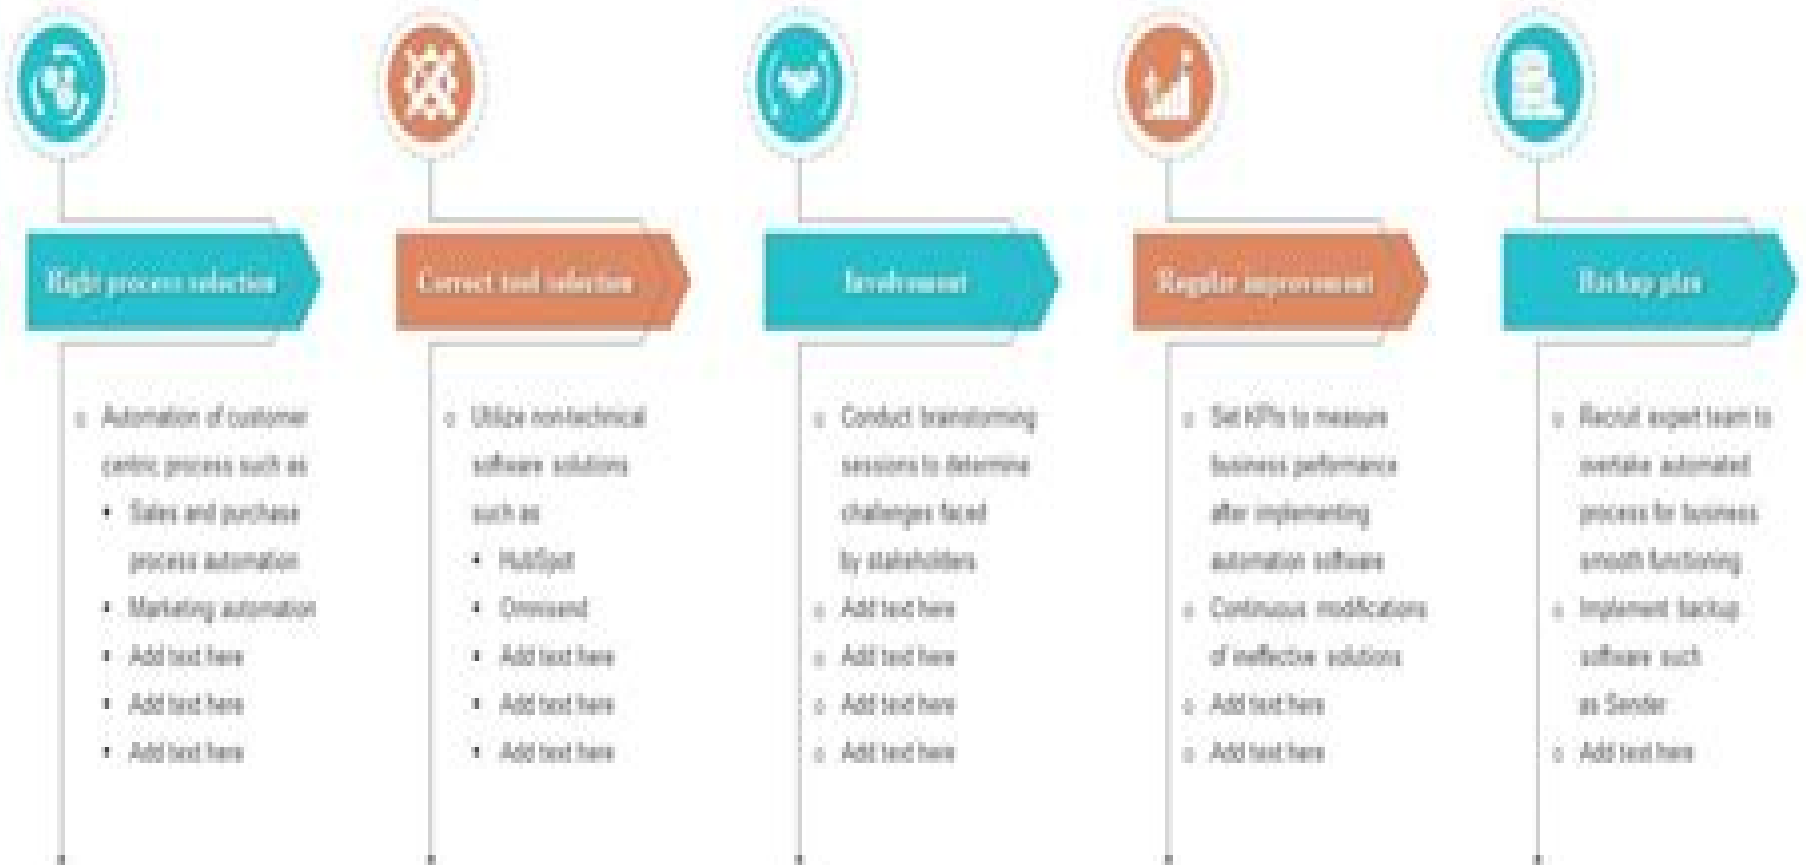 Right process selection
Automation of customer
centric process such as
Sales and purchase
process automation
Marketing automation
Add text here
Add text here
Add text here
Correct tool selection
Utilize non-technical
software solutions
such as
HubSpot
Omnisend
Add text here
Add text here
Add text here
Involvement
Conduct brainstorming
sessions to determine
challenges faced
by stakeholders
Add text here
Add text here
Add text here
Add text here
Regular improvement
Set KPIs to measure
business performance
after implementing
automation software
Continuous modifications
of ineffective solutions
Add text here
Add text here
Backup plan
Recruit expert team to
overtake automated
process for business
smooth functioning
Implement backup
software such
as Sender
Add text here